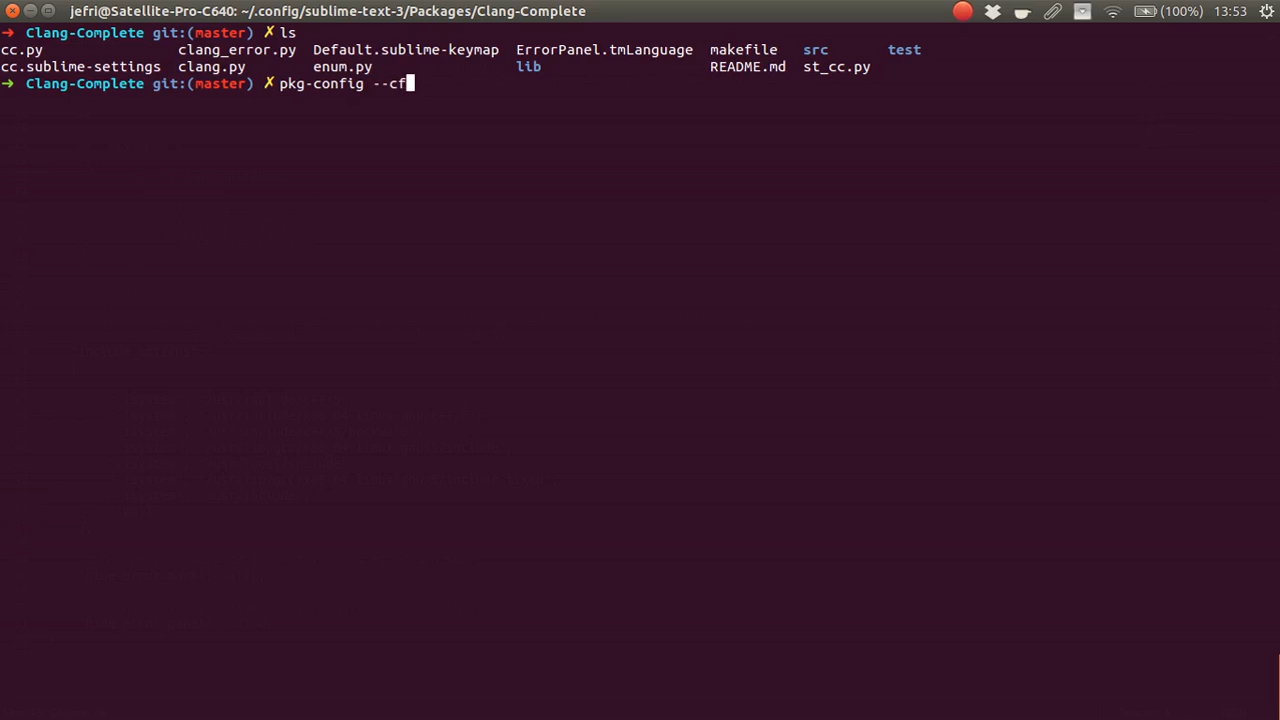 jefri@Satellite-Pro-C640: ~/.config/sublime-text-3/Packages/Clang-Complete (100%) 13:53
➜ Clang-Complete git:(master) ✗ ls
cc.py clang_error.py Default.sublime-keymap ErrorPanel.tmLanguage makefile src test
cc.sublime-settings clang.py enum.py lib README.md st_cc.py
➜ Clang-Complete git:(master) ✗ pkg-config --cf